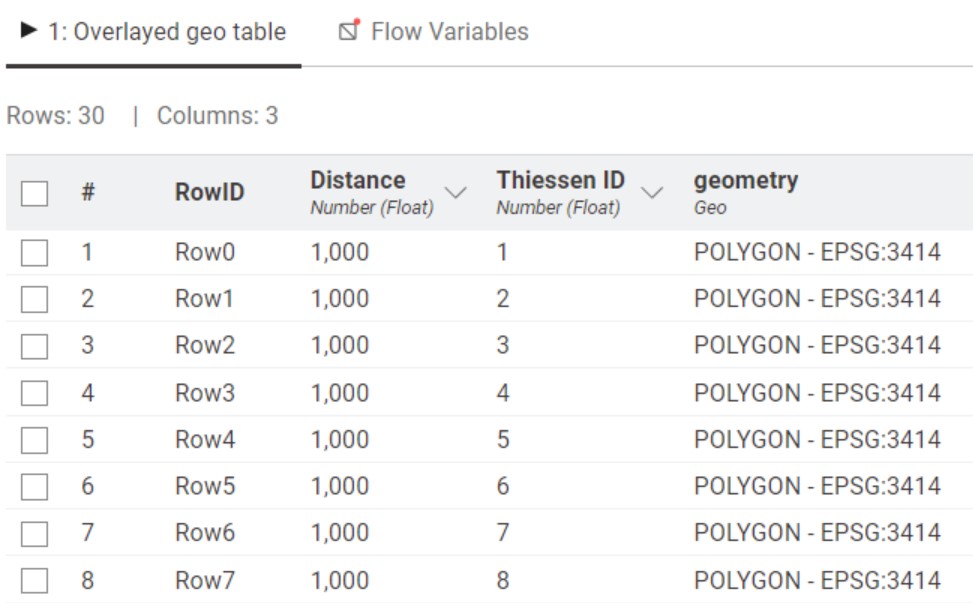 1: Overlayed geo table Flow Variables
Rows: 30 | Columns: 3
# RowID Distance Number (Float) Thiessen ID Number (Float) geometry Geo
1 Row0 1,000 1 POLYGON - EPSG:3414
2 Row1 1,000 2 POLYGON - EPSG:3414
3 Row2 1,000 3 POLYGON - EPSG:3414
4 Row3 1,000 4 POLYGON - EPSG:3414
5 Row4 1,000 5 POLYGON - EPSG:3414
6 Row5 1,000 6 POLYGON - EPSG:3414
7 Row6 1,000 7 POLYGON - EPSG:3414
8 Row7 1,000 8 POLYGON - EPSG:3414